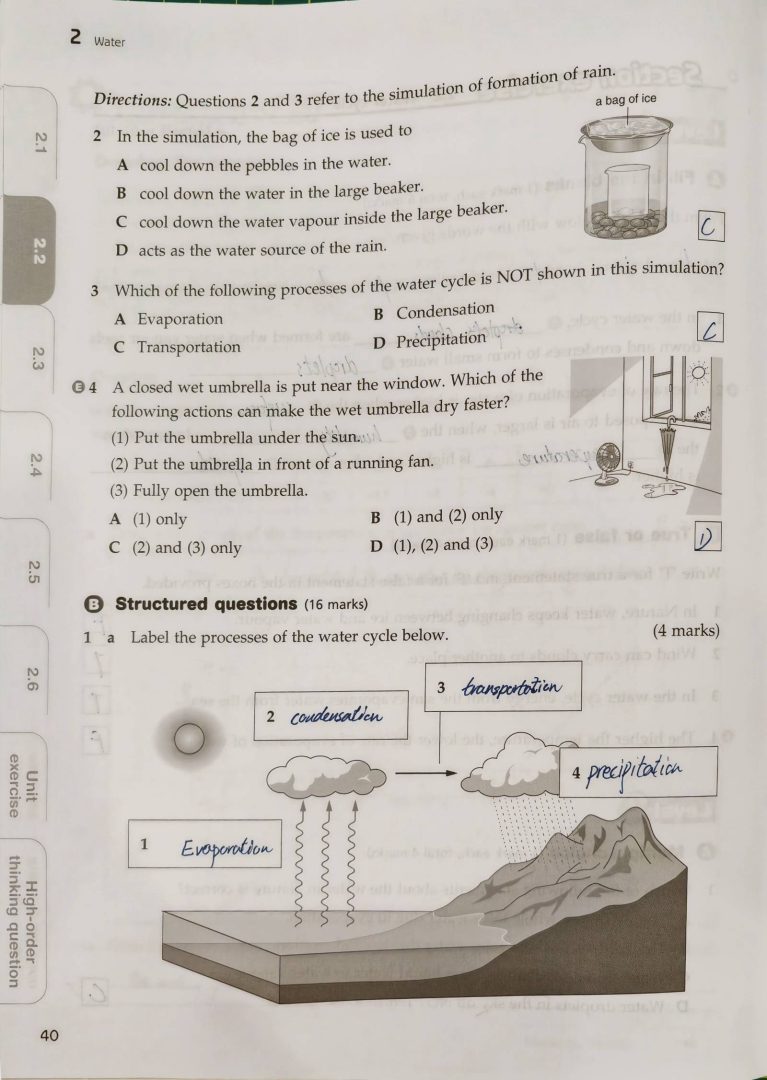 2 Water
Directions: Questions 2 and 3 refer to the simulation of formation of rain.
a bag of ice
2 In the simulation, the bag of ice is used to
A cool down the pebbles in the water.
B cool down the water in the large beaker.
C cool down the water vapour inside the large beaker.
D acts as the water source of the rain.
C
3 Which of the following processes of the water cycle is NOT shown in this simulation?
A Evaporation
B Condensation
C Transportation
D Precipitation
C
E 4 A closed wet umbrella is put near the window. Which of the
following actions can make the wet umbrella dry faster?
(1) Put the umbrella under the sun.
(2) Put the umbrella in front of a running fan.
(3) Fully open the umbrella.
A (1) only
B (1) and (2) only
C (2) and (3) only
D (1), (2) and (3)
D
B Structured questions (16 marks)
1 a Label the processes of the water cycle below.
(4 marks)
3 transportation
2 condensation
4 precipitation
1 Evaporation
2.1
2.2
2.3
2.4
2.5
2.6
Unit
exercise
High-order
thinking question
40